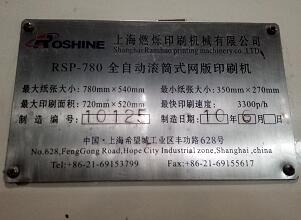 ROSHINE
上海燃烁印刷机械有限公司
Shanghai Ranshuo printing machinery CO.,LTD
RSP-780 全自动滚筒式网版印刷机
最大纸张大小: 780mm×540mm 最小纸张大小: 350mm×270mm
最大印刷面积: 720mm×520mm 最快印刷速度: 3300p/h
制造编号: 10125 制造日期: 10年6月 日
中国·上海希望城工业区丰功路628号
No.628,FengGong Road,Hope City Industrial zone,Shanghai,china
Tel:+86-21-69153799 Fax:+86-21-69155617